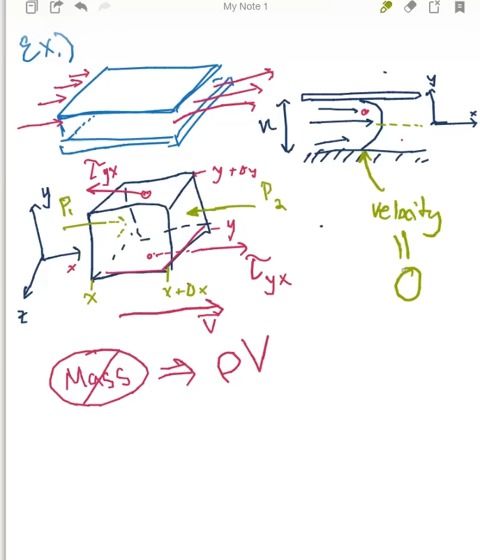 My Note 1
Ex.)
y
x
h
τyx
y + Δy
P1
P2
y
y
velocity
x
τyx
=
0
z
x
x + Δx
V
Mass ⇒ ρV